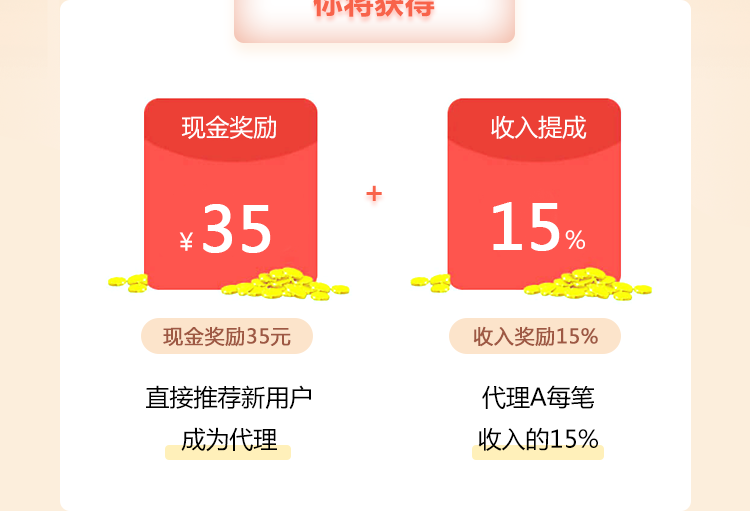 你将获得
现金奖励
¥35
+
收入提成
15%
现金奖励35元
收入奖励15%
直接推荐新用户
成为代理
代理A每笔
收入的15%